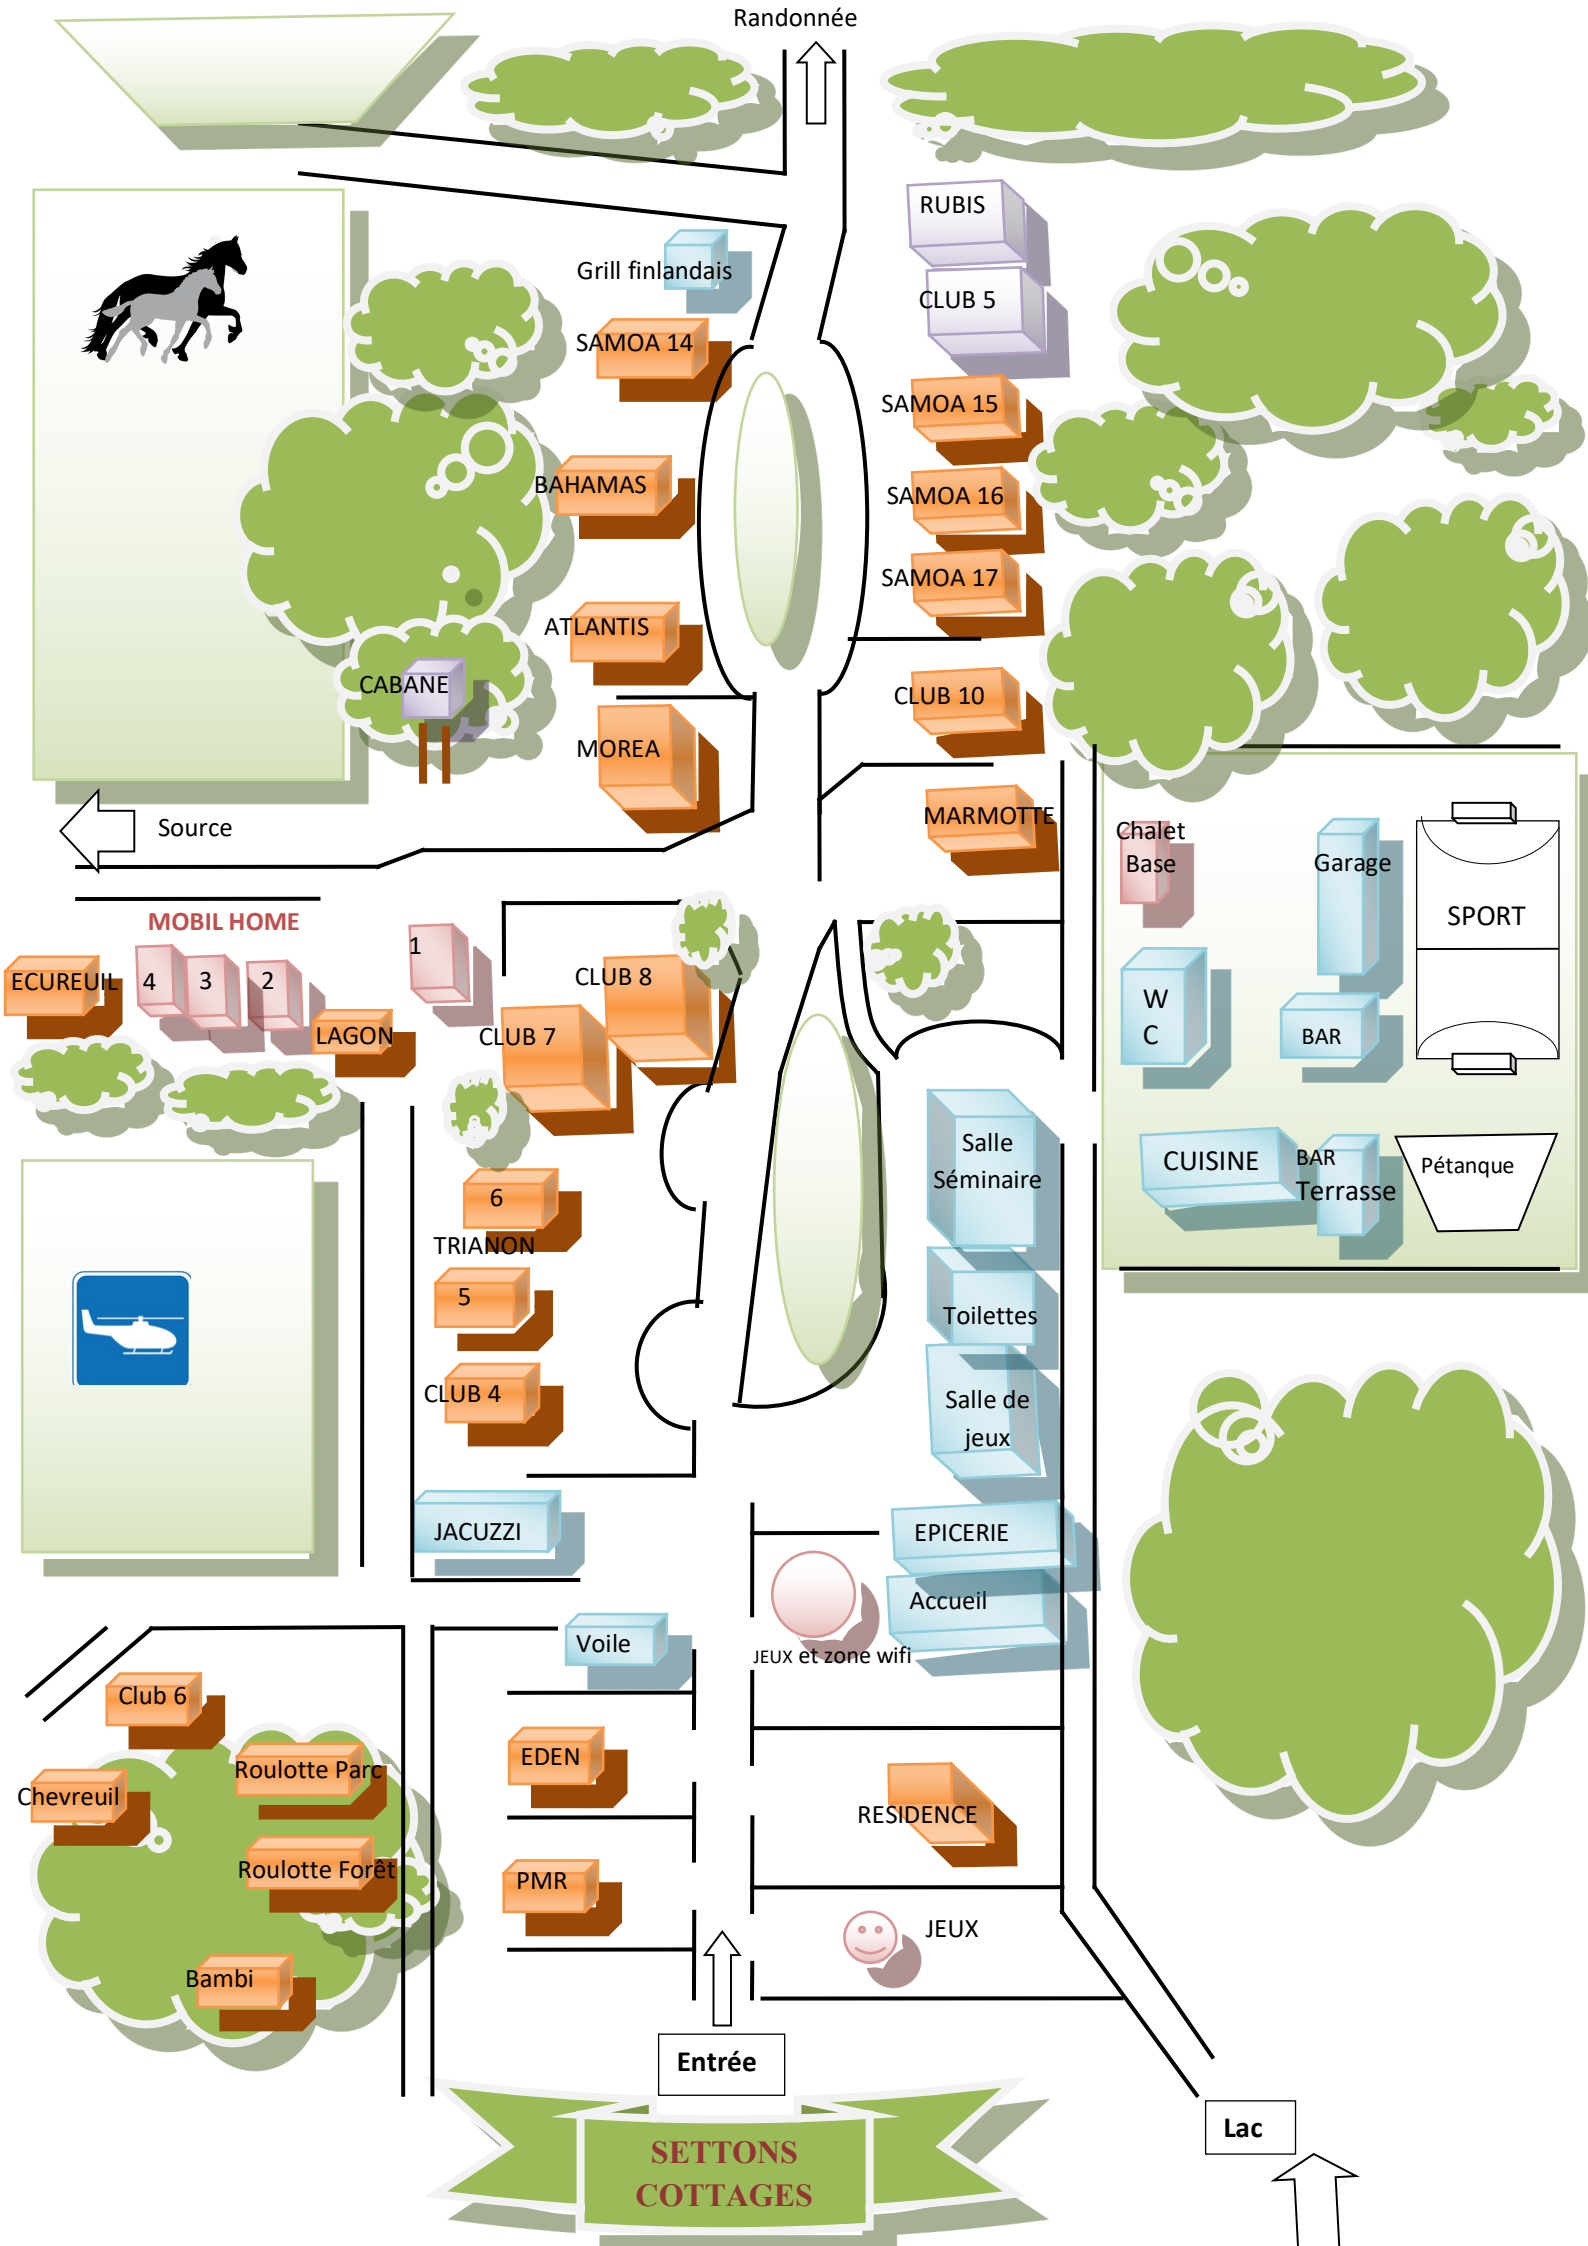 Randonnée
RUBIS
Grill finlandais
CLUB 5
SAMOA 14
SAMOA 15
BAHAMAS
SAMOA 16
SAMOA 17
ATLANTIS
CABANE
CLUB 10
MOREA
MARMOTTE
Source
Chalet
Base
Garage
SPORT
MOBIL HOME
1
ECUREUIL
4
3
2
CLUB 8
LAGON
CLUB 7
W
C
BAR
Salle
Séminaire
CUISINE
BAR
Terrasse
Pétanque
6
TRIANON
5
Toilettes
CLUB 4
Salle de
jeux
JACUZZI
EPICERIE
Accueil
Voile
JEUX et zone wifi
Club 6
EDEN
Roulotte Parc
Chevreuil
RESIDENCE
Roulotte Forêt
PMR
JEUX
Bambi
Entrée
Lac
SETTONS
COTTAGES